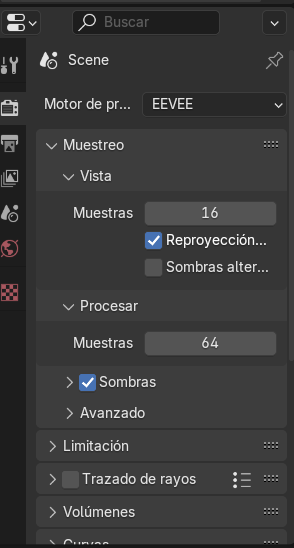 Buscar
Scene
Motor de pr... EEVEE
Muestreo
Vista
Muestras 16
Reproyección...
Sombras alter...
Procesar
Muestras 64
Sombras
Avanzado
Limitación
Trazado de rayos
Volúmenes
Curvas